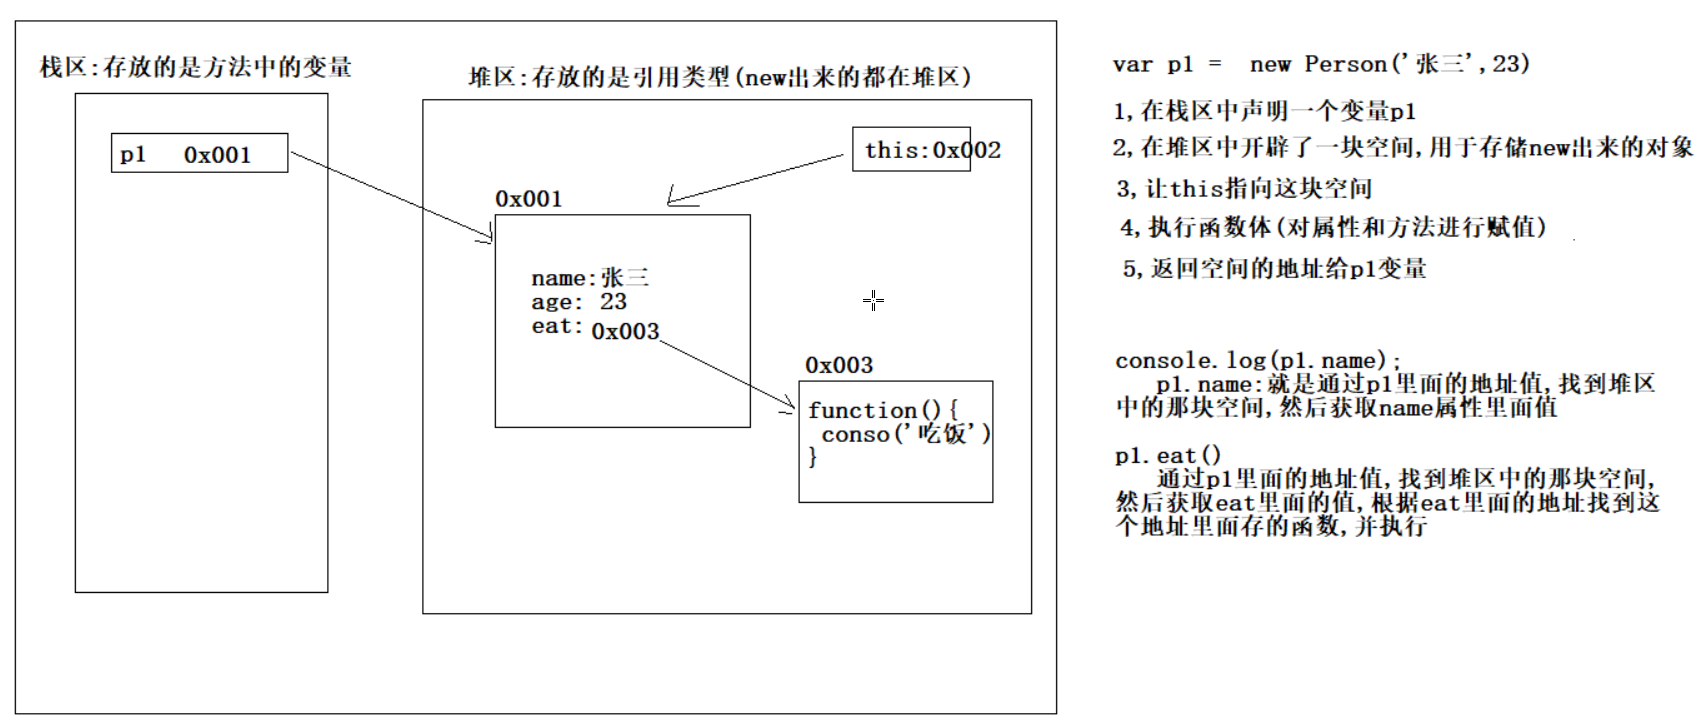 栈区:存放的是方法中的变量
堆区:存放的是引用类型(new出来的都在堆区)
p1 0x001
this:0x002
0x001
name:张三
age: 23
eat: 0x003
0x003
function(){
conso('吃饭')
}
var p1 = new Person('张三',23)
1,在栈区中声明一个变量p1
2,在堆区中开辟了一块空间,用于存储new出来的对象
3,让this指向这块空间
4,执行函数体(对属性和方法进行赋值)
5,返回空间的地址给p1变量
console.log(p1.name);
p1.name:就是通过p1里面的地址值,找到堆区
中的那块空间,然后获取name属性里面值
p1.eat()
通过p1里面的地址值,找到堆区中的那块空间,
然后获取eat里面的值,根据eat里面的地址找到这
个地址里面存的函数,并执行